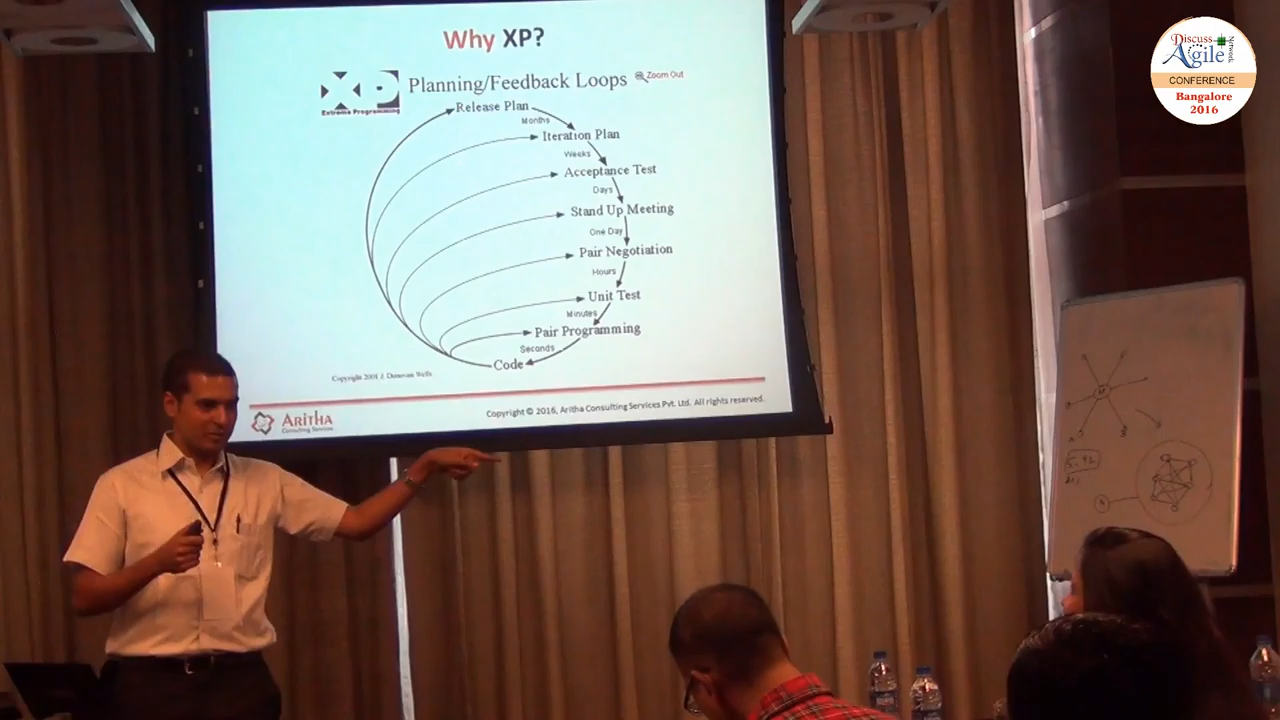 Why XP?
XP
Extreme Programming
Planning/Feedback Loops
Zoom Out
Release Plan
Months
Iteration Plan
Weeks
Acceptance Test
Days
Stand Up Meeting
One Day
Pair Negotiation
Hours
Unit Test
Minutes
Pair Programming
Seconds
Code
Copyright 2001 J. Donovan Wells
ARITHA
Consulting Services
Copyright © 2016, Aritha Consulting Services Pvt. Ltd. All rights reserved.
Discuss
Agile
Network
CONFERENCE
Bangalore
2016